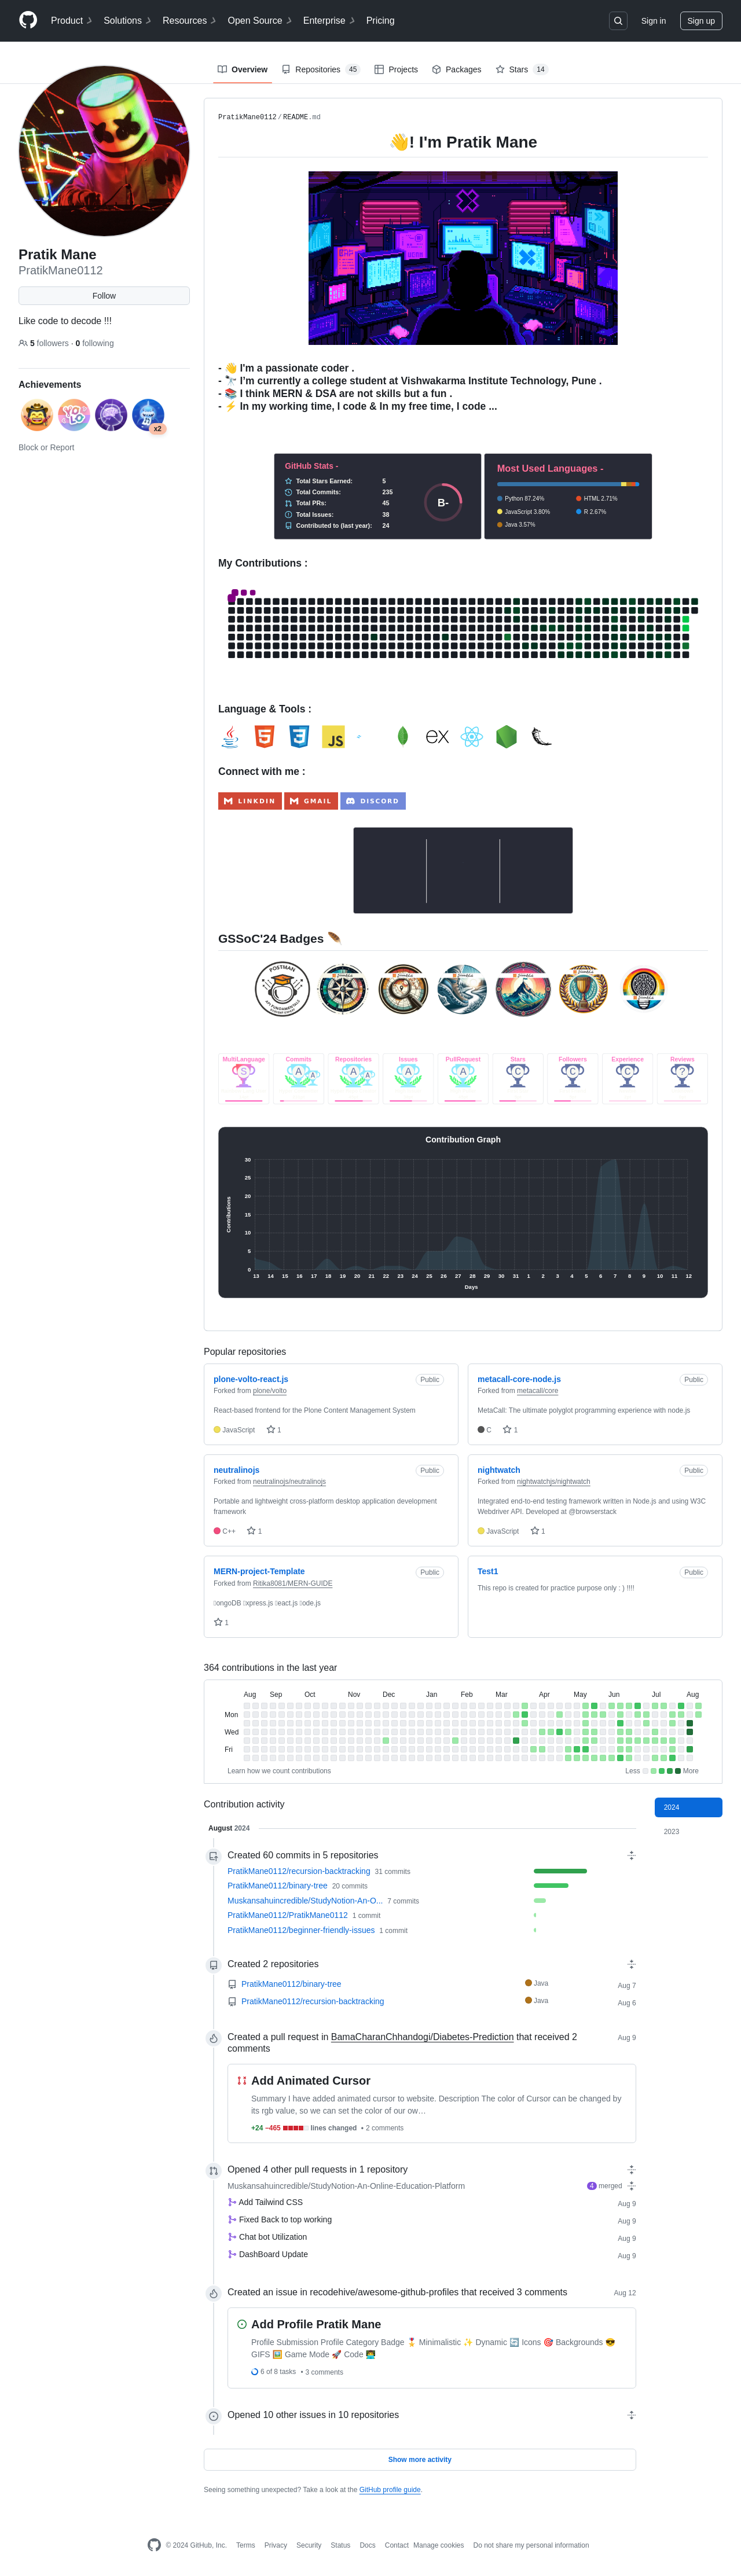 Product
Solutions
Resources
Open Source
Enterprise
Pricing
Sign in
Sign up
Overview
Repositories 45
Projects
Packages
Stars 14
Pratik Mane
PratikMane0112
Follow
Like code to decode !!!
5 followers · 0 following
Achievements
YOLO
x2
Block or Report
PratikMane0112 / README.md
👋! I'm Pratik Mane
- 👋 I'm a passionate coder .
- 🔭 I'm currently a college student at Vishwakarma Institute Technology, Pune .
- 📚 I think MERN & DSA are not skills but a fun .
- ⚡ In my working time, I code & In my free time, I code ...
GitHub Stats -
Total Stars Earned: 5
Total Commits: 235
Total PRs: 45
Total Issues: 38
Contributed to (last year): 24
B-
Most Used Languages -
Python 87.24%
HTML 2.71%
JavaScript 3.80%
R 2.67%
Java 3.57%
My Contributions :
Language & Tools :
JS
ex
Connect with me :
LINKDIN
GMAIL
DISCORD
GSSoC'24 Badges 🪶
POSTMAN
MultiLanguage
Commits
Repositories
Issues
PullRequest
Stars
Followers
Experience
Reviews
S
A
A
A
A
A
A
C
C
C
?
Contribution Graph
Contributions
30
25
20
15
10
5
0
13 14 15 16 17 18 19 20 21 22 23 24 25 26 27 28 29 30 31 1 2 3 4 5 6 7 8 9 10 11 12
Days
Popular repositories
plone-volto-react.js Public
Forked from plone/volto
React-based frontend for the Plone Content Management System
JavaScript 1
metacall-core-node.js Public
Forked from metacall/core
MetaCall: The ultimate polyglot programming experience with node.js
C 1
neutralinojs Public
Forked from neutralinojs/neutralinojs
Portable and lightweight cross-platform desktop application development
framework
C++ 1
nightwatch Public
Forked from nightwatchjs/nightwatch
Integrated end-to-end testing framework written in Node.js and using W3C
Webdriver API. Developed at @browserstack
JavaScript 1
MERN-project-Template Public
Forked from Ritika8081/MERN-GUIDE
ongoDB xpress.js eact.js ode.js
1
Test1 Public
This repo is created for practice purpose only : ) !!!!
364 contributions in the last year
Aug Sep Oct Nov Dec Jan Feb Mar Apr May Jun Jul Aug
Mon
Wed
Fri
Learn how we count contributions
Less More
Contribution activity
2024
2023
August 2024
Created 60 commits in 5 repositories
PratikMane0112/recursion-backtracking 31 commits
PratikMane0112/binary-tree 20 commits
Muskansahuincredible/StudyNotion-An-O... 7 commits
PratikMane0112/PratikMane0112 1 commit
PratikMane0112/beginner-friendly-issues 1 commit
Created 2 repositories
PratikMane0112/binary-tree Java Aug 7
PratikMane0112/recursion-backtracking Java Aug 6
Created a pull request in BamaCharanChhandogi/Diabetes-Prediction that received 2 Aug 9
comments
Add Animated Cursor
Summary I have added animated cursor to website. Description The color of Cursor can be changed by
its rgb value, so we can set the color of our ow…
+24 −465 lines changed • 2 comments
Opened 4 other pull requests in 1 repository
Muskansahuincredible/StudyNotion-An-Online-Education-Platform 4 merged
Add Tailwind CSS Aug 9
Fixed Back to top working Aug 9
Chat bot Utilization Aug 9
DashBoard Update Aug 9
Created an issue in recodehive/awesome-github-profiles that received 3 comments Aug 12
Add Profile Pratik Mane
Profile Submission Profile Category Badge 🎖️ Minimalistic ✨ Dynamic 🔄 Icons 🎯 Backgrounds 😎
GIFS 🖼️ Game Mode 🚀 Code 👨‍💻
6 of 8 tasks • 3 comments
Opened 10 other issues in 10 repositories
Show more activity
Seeing something unexpected? Take a look at the GitHub profile guide.
© 2024 GitHub, Inc.
Terms
Privacy
Security
Status
Docs
Contact
Manage cookies
Do not share my personal information